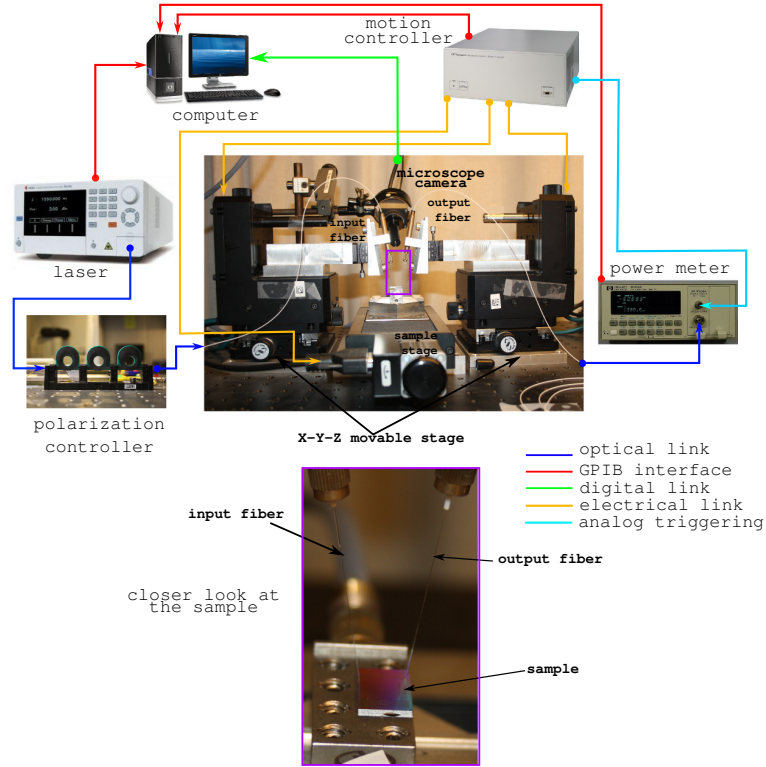 motion
controller
computer
microscope
camera
input
fiber
output
fiber
laser
power meter
sample
stage
polarization
controller
X-Y-Z movable stage
optical link
GPIB interface
digital link
electrical link
analog triggering
input fiber
output fiber
closer look at
the sample
sample